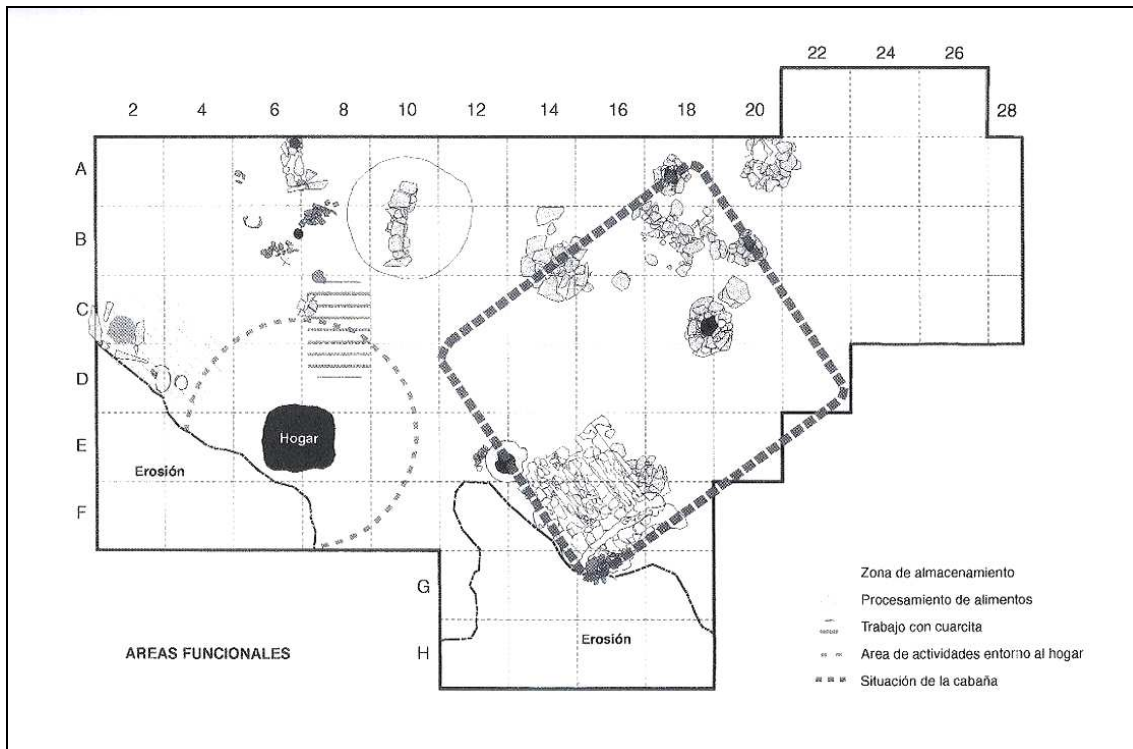 22 24 26
2 4 6 8 10 12 14 16 18 20 28
A
B
C
D
E
F
G
H
Hogar
Erosión
Erosión
AREAS FUNCIONALES
Zona de almacenamiento
Procesamiento de alimentos
Trabajo con cuarcita
Area de actividades entorno al hogar
Situación de la cabaña